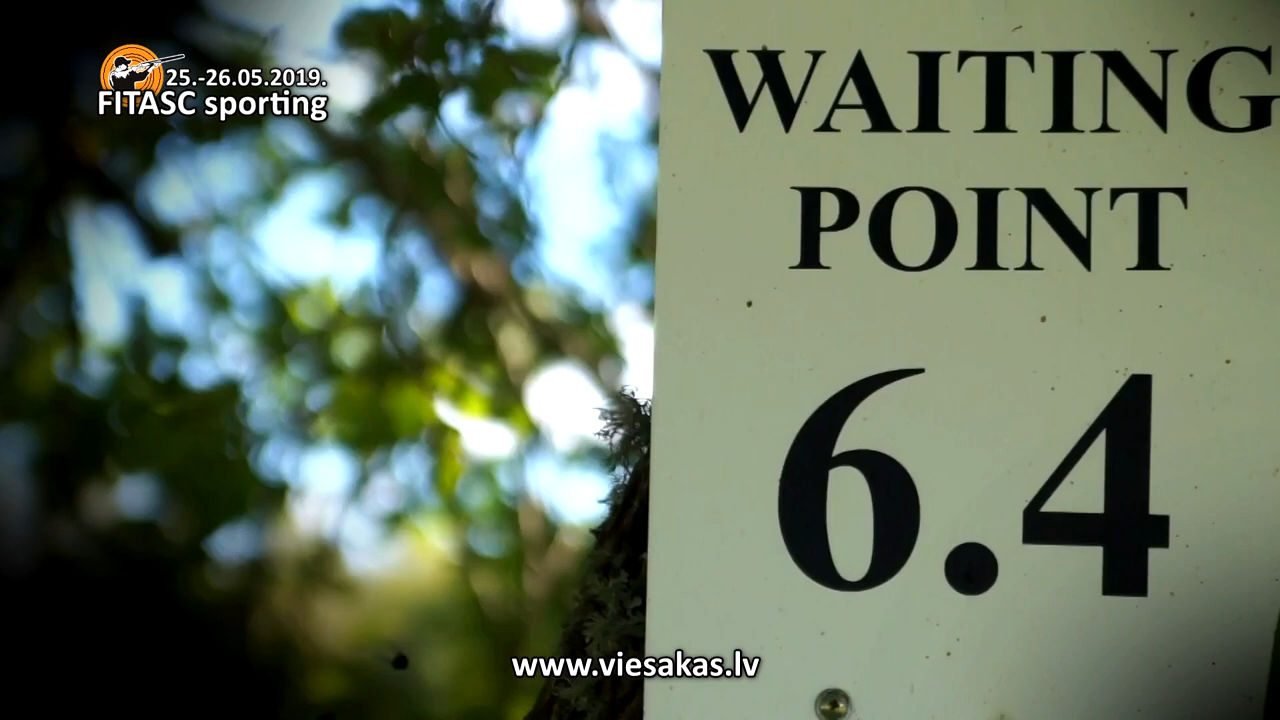 25.-26.05.2019.
FITASC sporting
WAITING
POINT
6.4
www.viesakas.lv